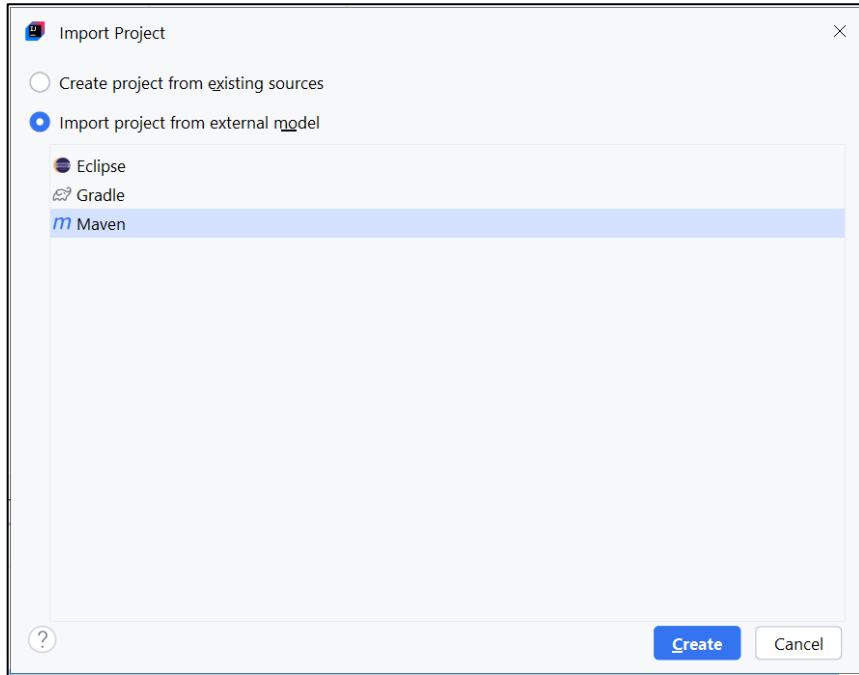 Import Project
Create project from existing sources
Import project from external model
Eclipse
Gradle
m Maven
?
Create Cancel